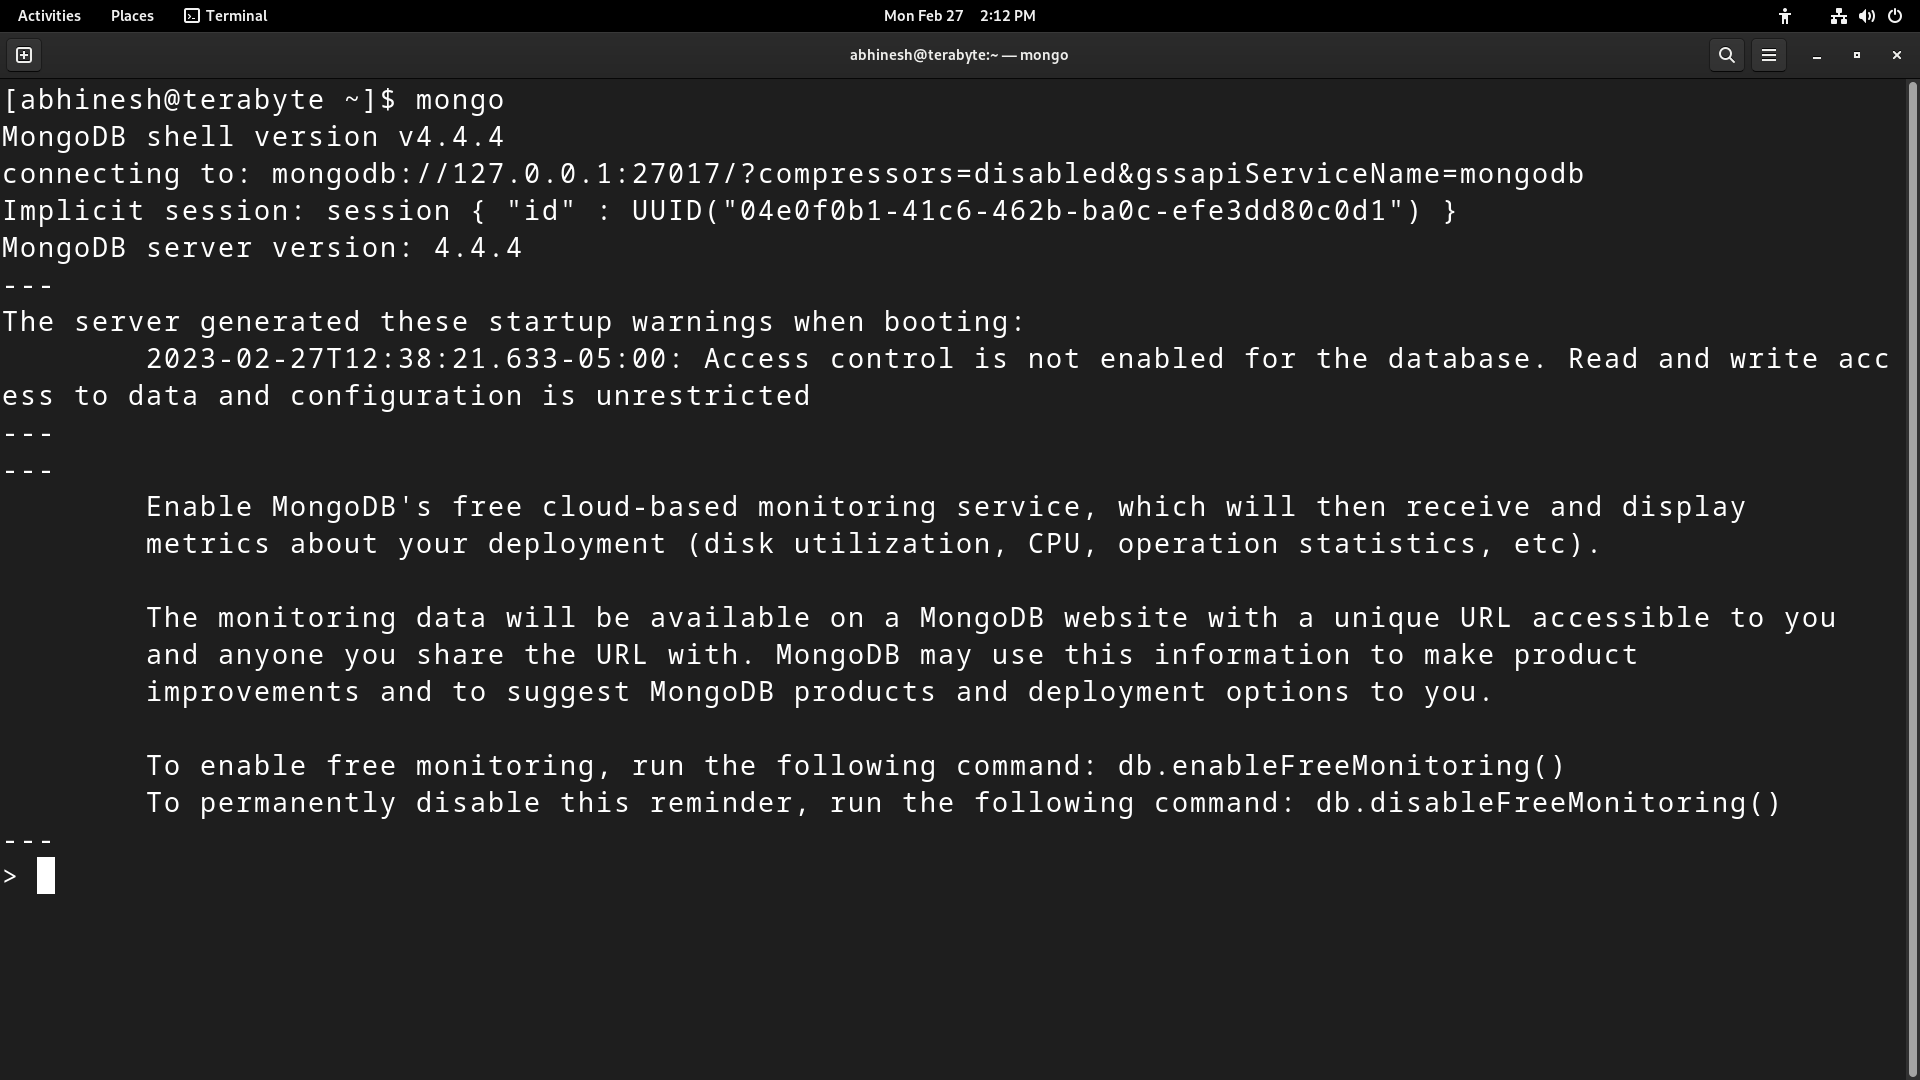 Activities Places Terminal Mon Feb 27 2:12 PM
abhinesh@terabyte:~ — mongo
[abhinesh@terabyte ~]$ mongo
MongoDB shell version v4.4.4
connecting to: mongodb://127.0.0.1:27017/?compressors=disabled&gssapiServiceName=mongodb
Implicit session: session { "id" : UUID("04e0f0b1-41c6-462b-ba0c-efe3dd80c0d1") }
MongoDB server version: 4.4.4
---
The server generated these startup warnings when booting:
        2023-02-27T12:38:21.633-05:00: Access control is not enabled for the database. Read and write acc
ess to data and configuration is unrestricted
---
---
        Enable MongoDB's free cloud-based monitoring service, which will then receive and display
        metrics about your deployment (disk utilization, CPU, operation statistics, etc).

        The monitoring data will be available on a MongoDB website with a unique URL accessible to you
        and anyone you share the URL with. MongoDB may use this information to make product
        improvements and to suggest MongoDB products and deployment options to you.

        To enable free monitoring, run the following command: db.enableFreeMonitoring()
        To permanently disable this reminder, run the following command: db.disableFreeMonitoring()
---
>